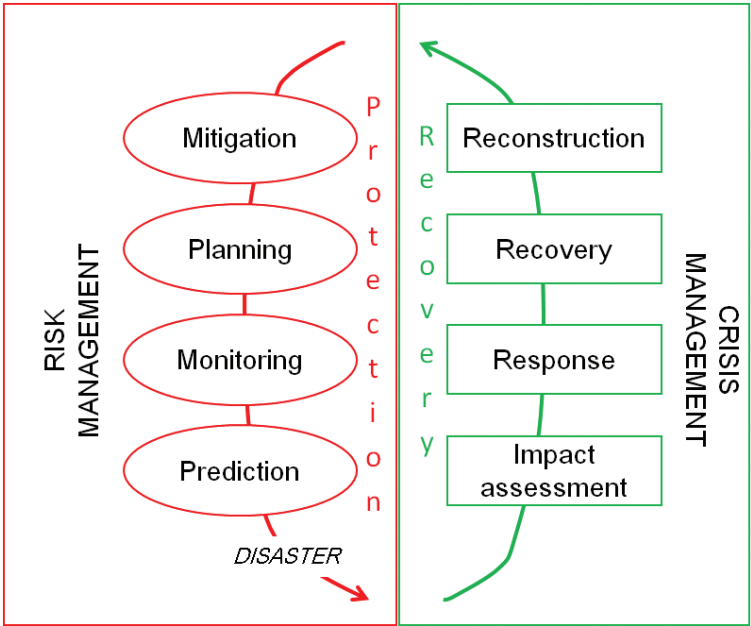 RISK
MANAGEMENT
Mitigation
Planning
Monitoring
Prediction
DISASTER
Protection
Recovery
Reconstruction
Recovery
Response
Impact
assessment
CRISIS
MANAGEMENT